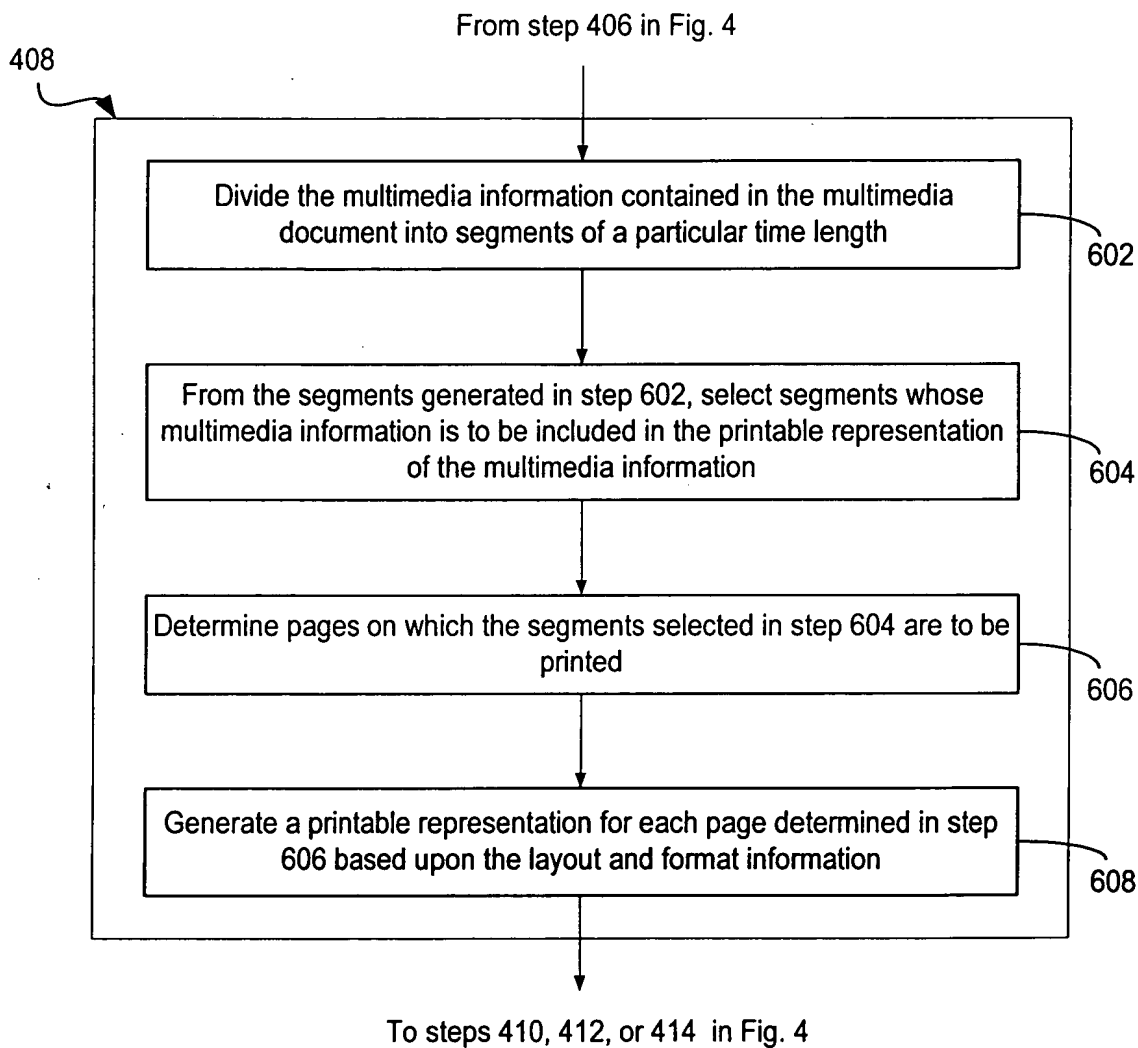 From step 406 in Fig. 4
408
Divide the multimedia information contained in the multimedia
document into segments of a particular time length
602
From the segments generated in step 602, select segments whose
multimedia information is to be included in the printable representation
of the multimedia information
604
Determine pages on which the segments selected in step 604 are to be
printed
606
Generate a printable representation for each page determined in step
606 based upon the layout and format information
608
To steps 410, 412, or 414 in Fig. 4